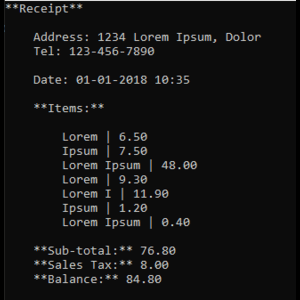 **Receipt**
Address: 1234 Lorem Ipsum, Dolor
Tel: 123-456-7890
Date: 01-01-2018 10:35
**Items:**
Lorem | 6.50
Ipsum | 7.50
Lorem Ipsum | 48.00
Lorem | 9.30
Lorem I | 11.90
Ipsum | 1.20
Lorem Ipsum | 0.40
**Sub-total:** 76.80
**Sales Tax:** 8.00
**Balance:** 84.80